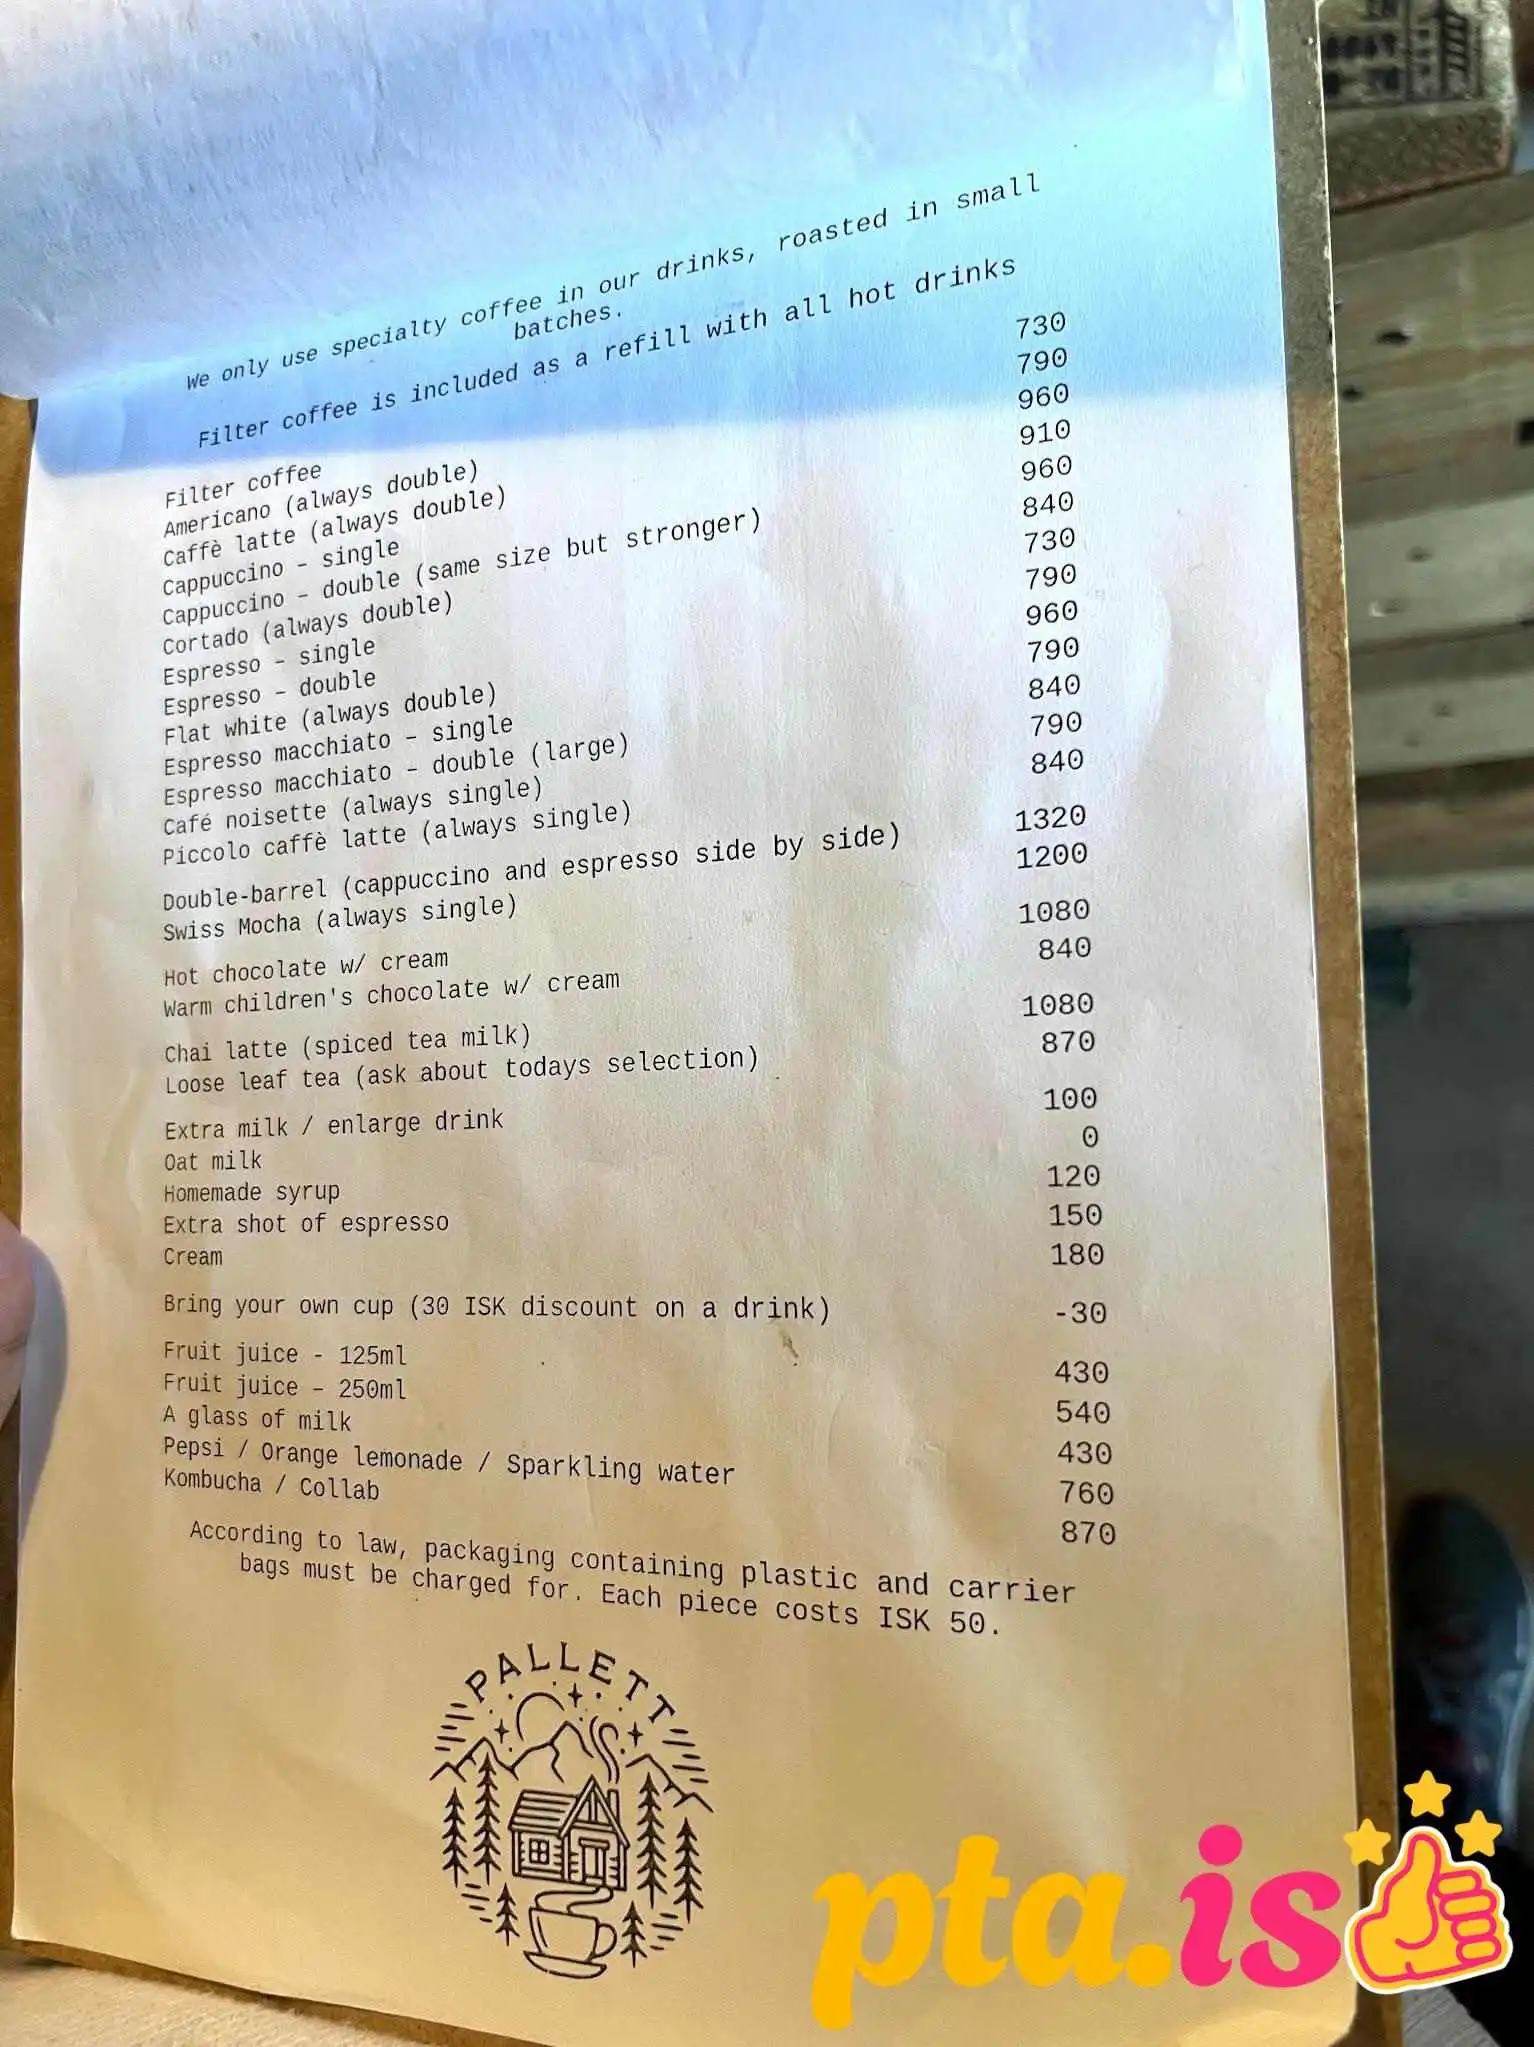 We only use specialty coffee in our drinks, roasted in small
batches.
Filter coffee is included as a refill with all hot drinks
Filter coffee 730
Americano (always double) 790
Caffè latte (always double) 960
Cappuccino – single 910
Cappuccino – double (same size but stronger) 960
Cortado (always double) 840
Espresso – single 730
Espresso – double 790
Flat white (always double) 960
Espresso macchiato – single 790
Espresso macchiato – double (large) 840
Café noisette (always single) 790
Piccolo caffè latte (always single) 840
Double-barrel (cappuccino and espresso side by side) 1320
Swiss Mocha (always single) 1200
Hot chocolate w/ cream 1080
Warm children's chocolate w/ cream 840
Chai latte (spiced tea milk) 1080
Loose leaf tea (ask about todays selection) 870
Extra milk / enlarge drink 100
Oat milk 0
Homemade syrup 120
Extra shot of espresso 150
Cream 180
Bring your own cup (30 ISK discount on a drink) -30
Fruit juice - 125ml 430
Fruit juice – 250ml 540
A glass of milk 430
Pepsi / Orange lemonade / Sparkling water 760
Kombucha / Collab 870
According to law, packaging containing plastic and carrier
bags must be charged for. Each piece costs ISK 50.
PALLETT
pta.is